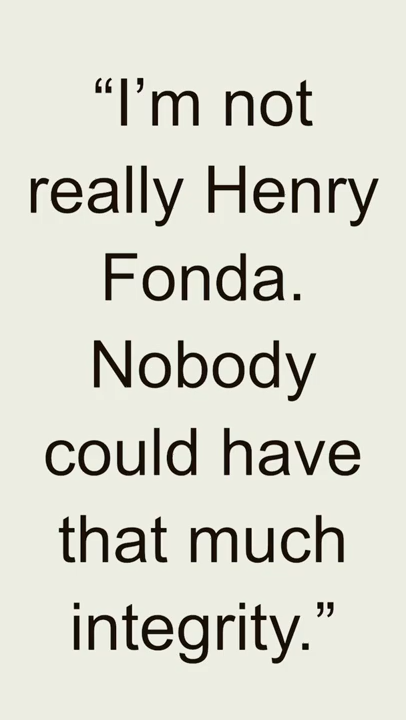 “I’m not
really Henry
Fonda.
Nobody
could have
that much
integrity.”